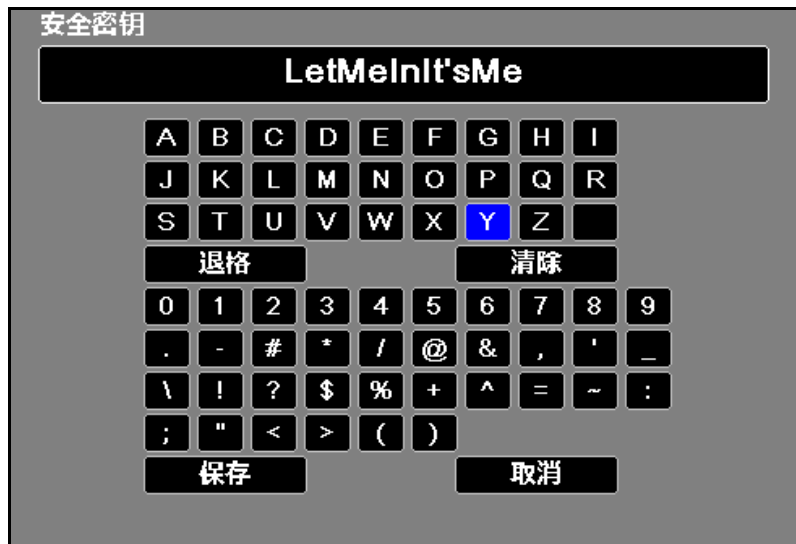 安全密钥
LetMeInIt'sMe
A B C D E F G H I
J K L M N O P Q R
S T U V W X Y Z
退格 清除
0 1 2 3 4 5 6 7 8 9
. - # * / @ & , ' _
\ ! ? $ % + ^ = ~ :
; " < > ( )
保存 取消